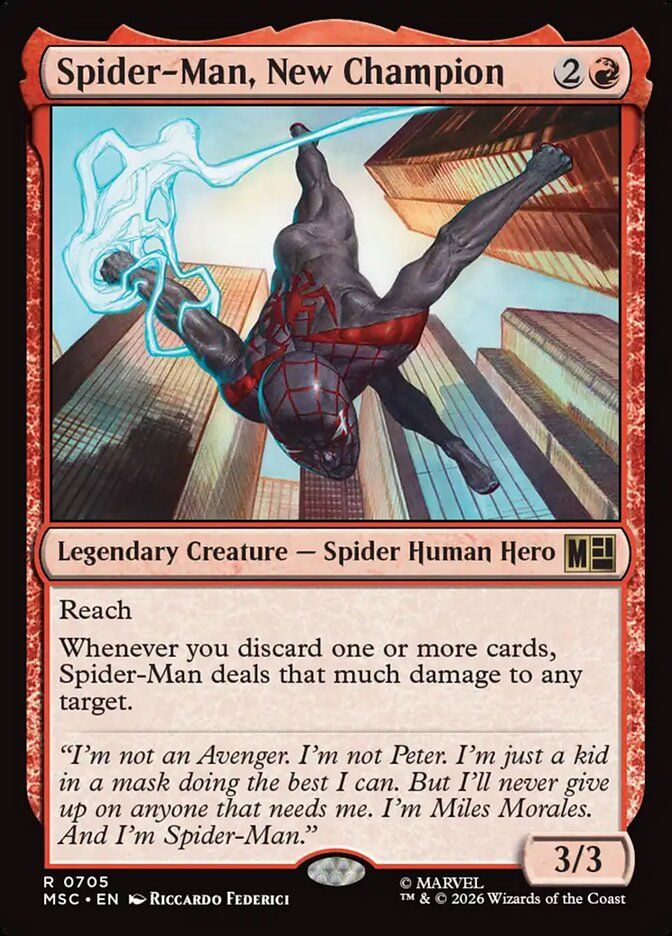 Spider-Man, New Champion 2
Legendary Creature — Spider Human Hero
Reach
Whenever you discard one or more cards,
Spider-Man deals that much damage to any
target.
“I'm not an Avenger. I'm not Peter. I'm just a kid
in a mask doing the best I can. But I'll never give
up on anyone that needs me. I'm Miles Morales.
And I'm Spider-Man.”
3/3
R 0705
MSC • EN Riccardo Federici
© MARVEL
™ & © 2026 Wizards of the Coast